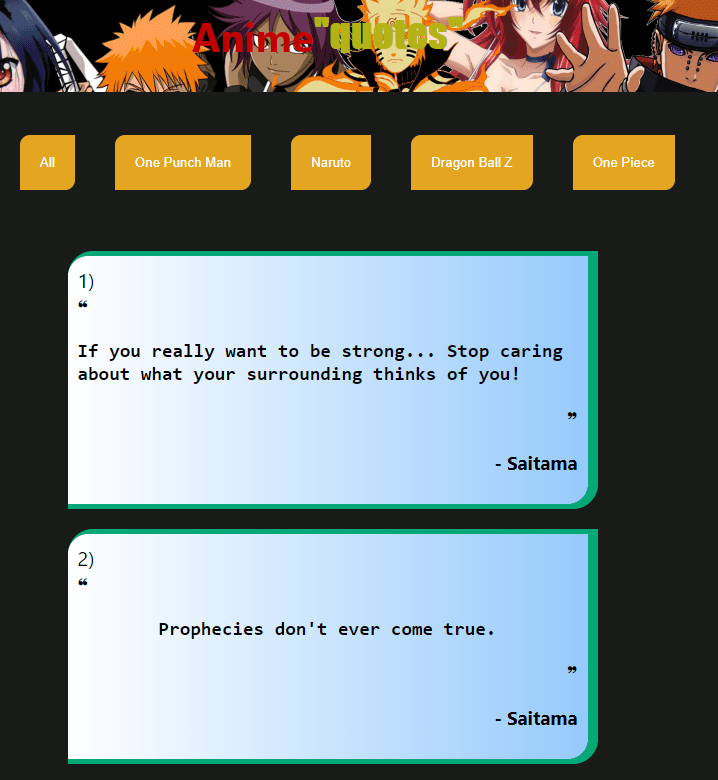 Anime"quotes"
All One Punch Man Naruto Dragon Ball Z One Piece
1)
❝
If you really want to be strong... Stop caring
about what your surrounding thinks of you!
❞
- Saitama
2)
❝
Prophecies don't ever come true.
❞
- Saitama